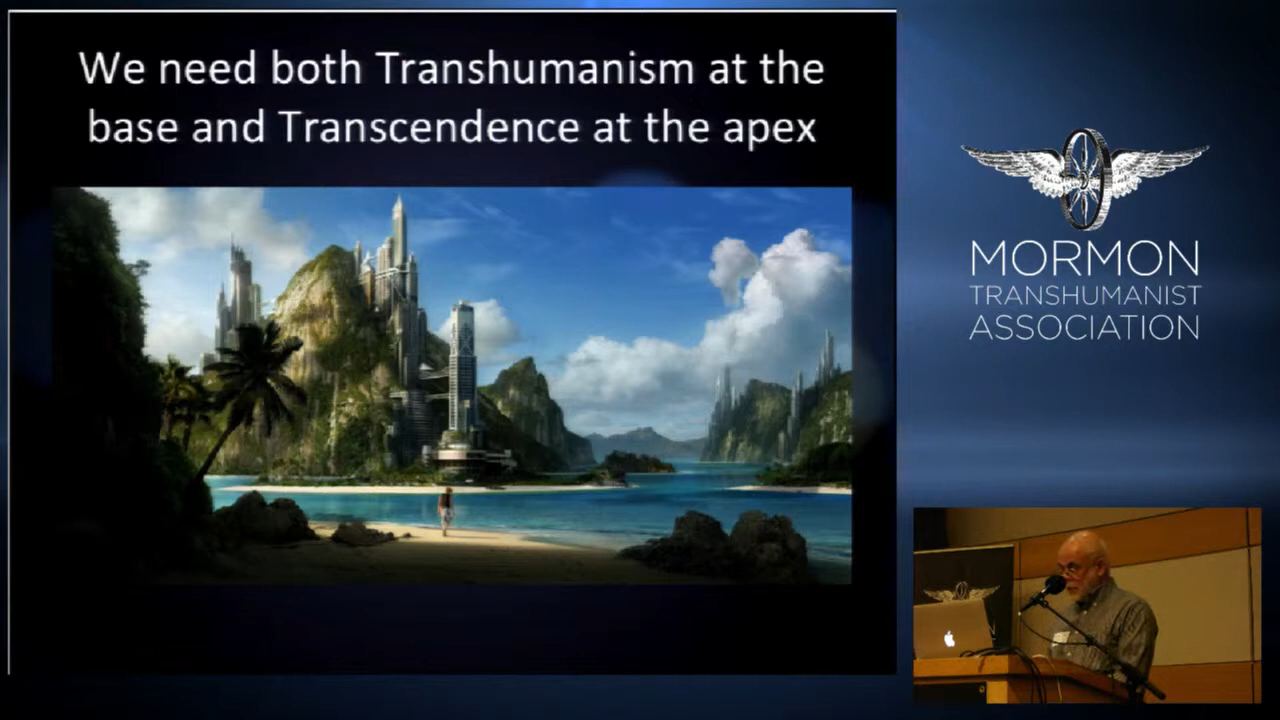 We need both Transhumanism at the
base and Transcendence at the apex
MORMON
TRANSHUMANIST
ASSOCIATION